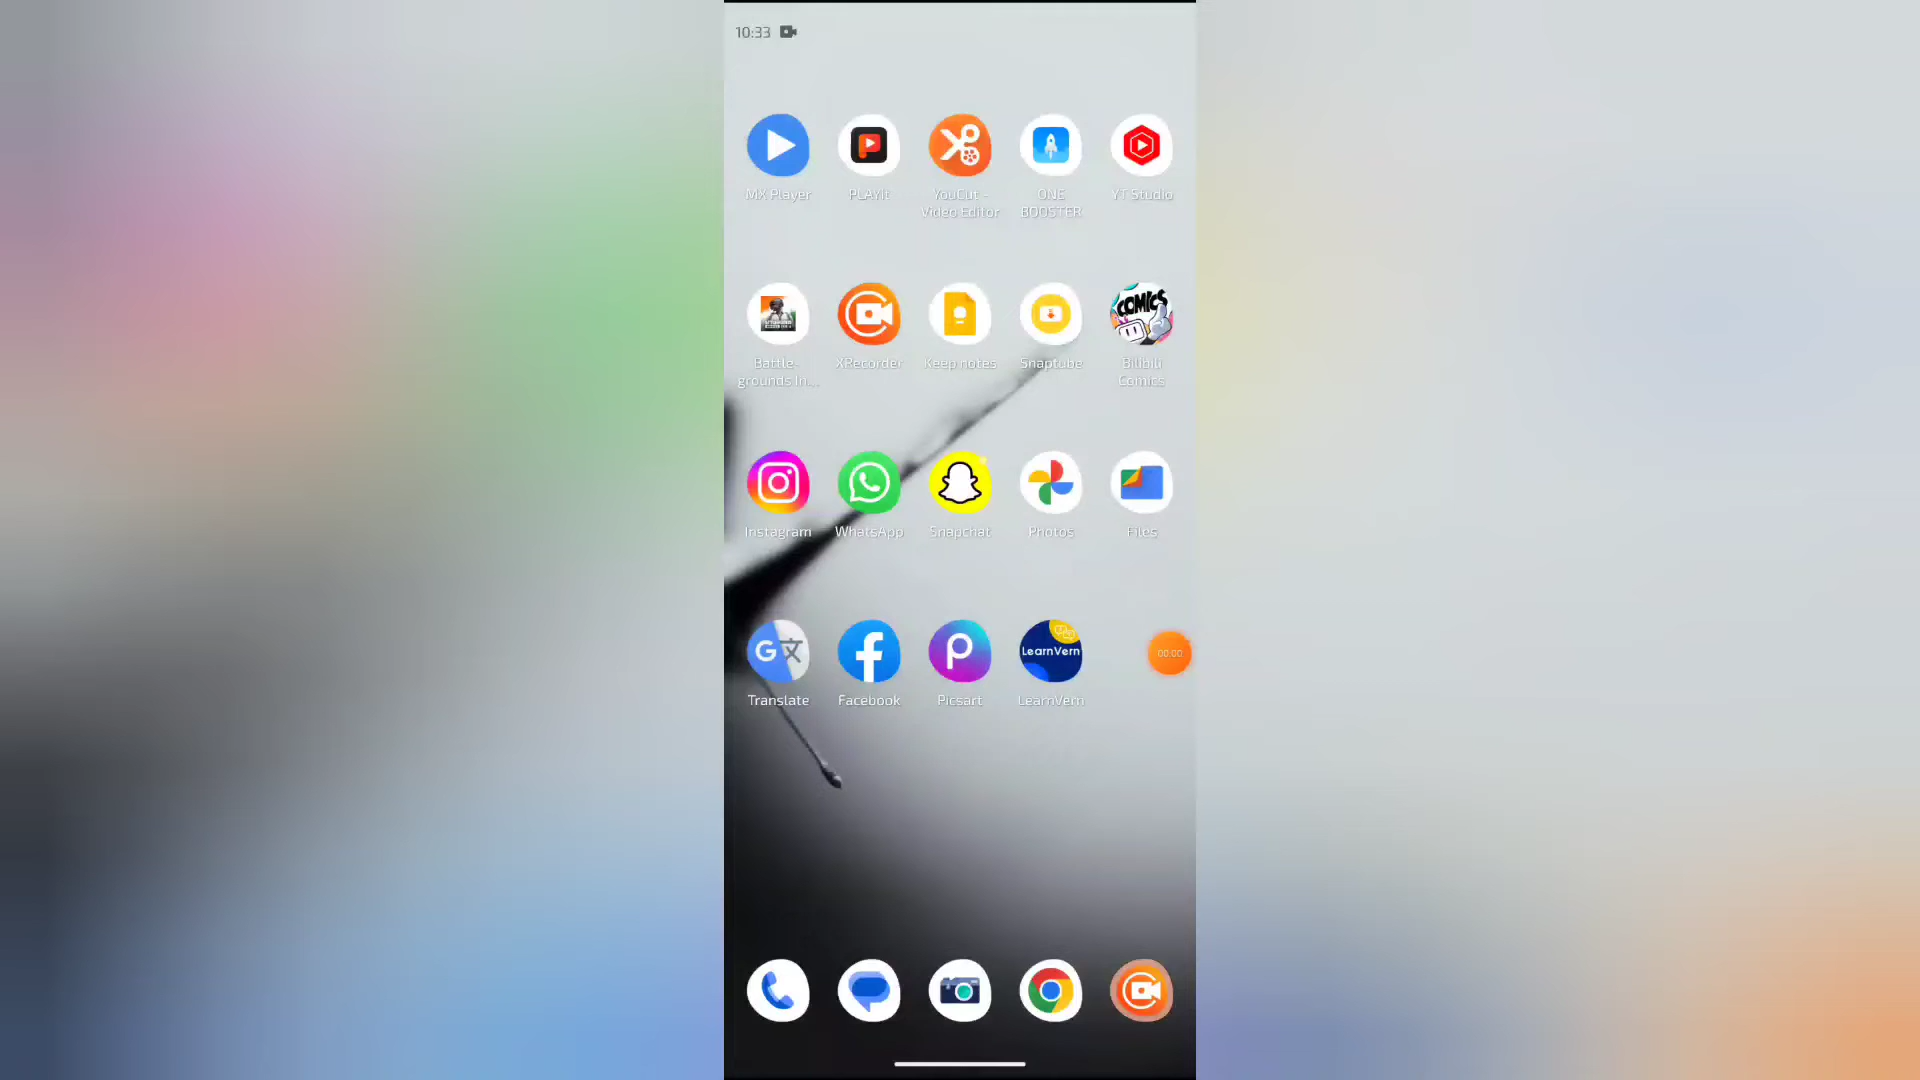 10:33
MX Player
PLAYit
YouCut -
Video Editor
ONE
BOOSTER
YT Studio
Battle-
grounds In...
XRecorder
Keep notes
Snaptube
COMICS
Bilibili
Comics
Instagram
WhatsApp
Snapchat
Photos
Files
LearnVern
00:00
Translate
Facebook
Picsart
LearnVern